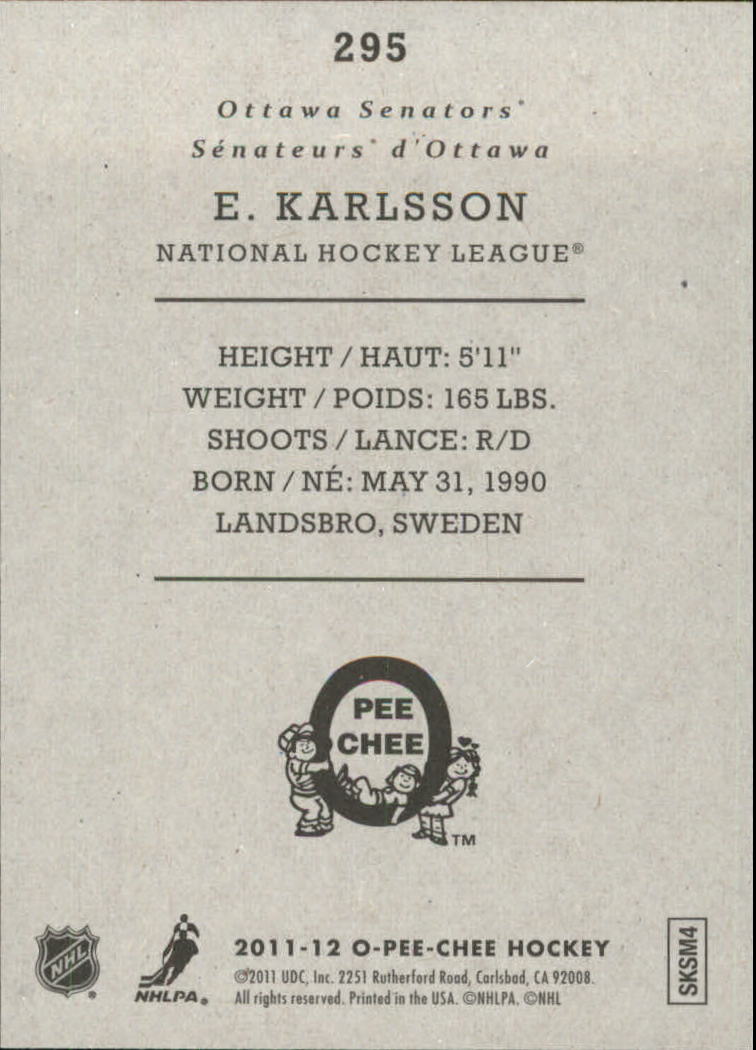 295
Ottawa Senators®
Sénateurs® d'Ottawa
E. KARLSSON
NATIONAL HOCKEY LEAGUE®
HEIGHT / HAUT: 5'11"
WEIGHT / POIDS: 165 LBS.
SHOOTS / LANCE: R/D
BORN / NÉ: MAY 31, 1990
LANDSBRO, SWEDEN
O
PEE
CHEE
TM
NHL®
NHLPA®
2011-12 O-PEE-CHEE HOCKEY
©2011 UDC, Inc. 2251 Rutherford Road, Carlsbad, CA 92008.
All rights reserved. Printed in the USA. ©NHLPA. ©NHL
SKSM4